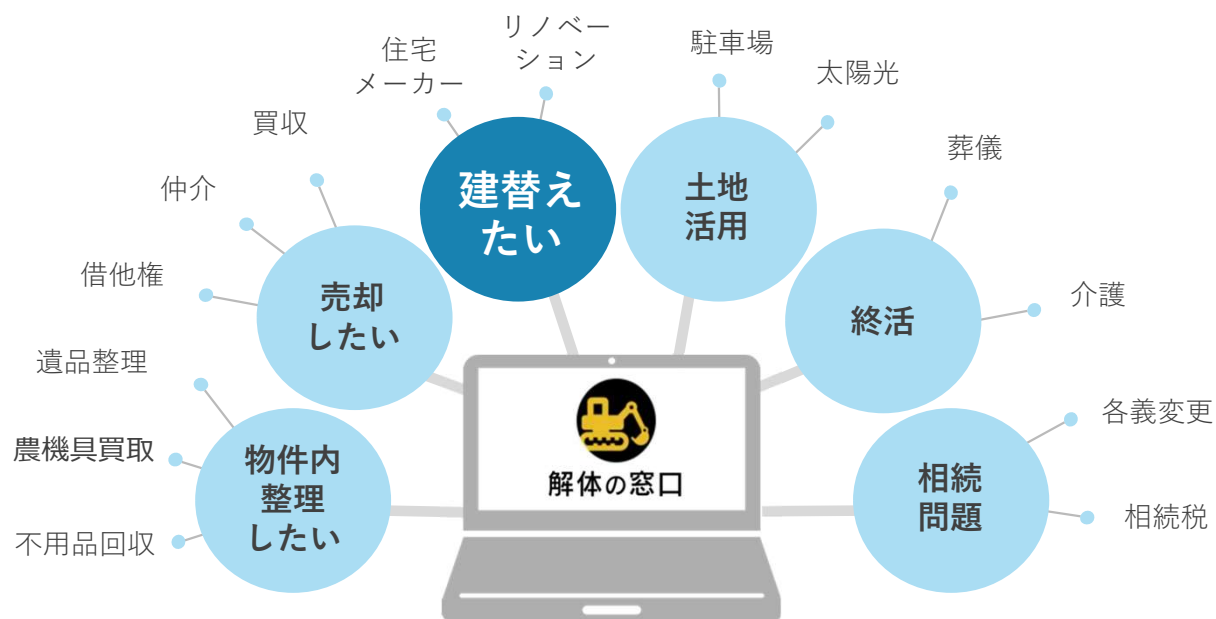 リノベー
ション
住宅
メーカー
駐車場
太陽光
買収
葬儀
仲介
建替え
たい
土地
活用
借他権
売却
したい
終活
介護
遺品整理
各義変更
農機具買取
物件内
整理
したい
解体の窓口
相続
問題
相続税
不用品回収